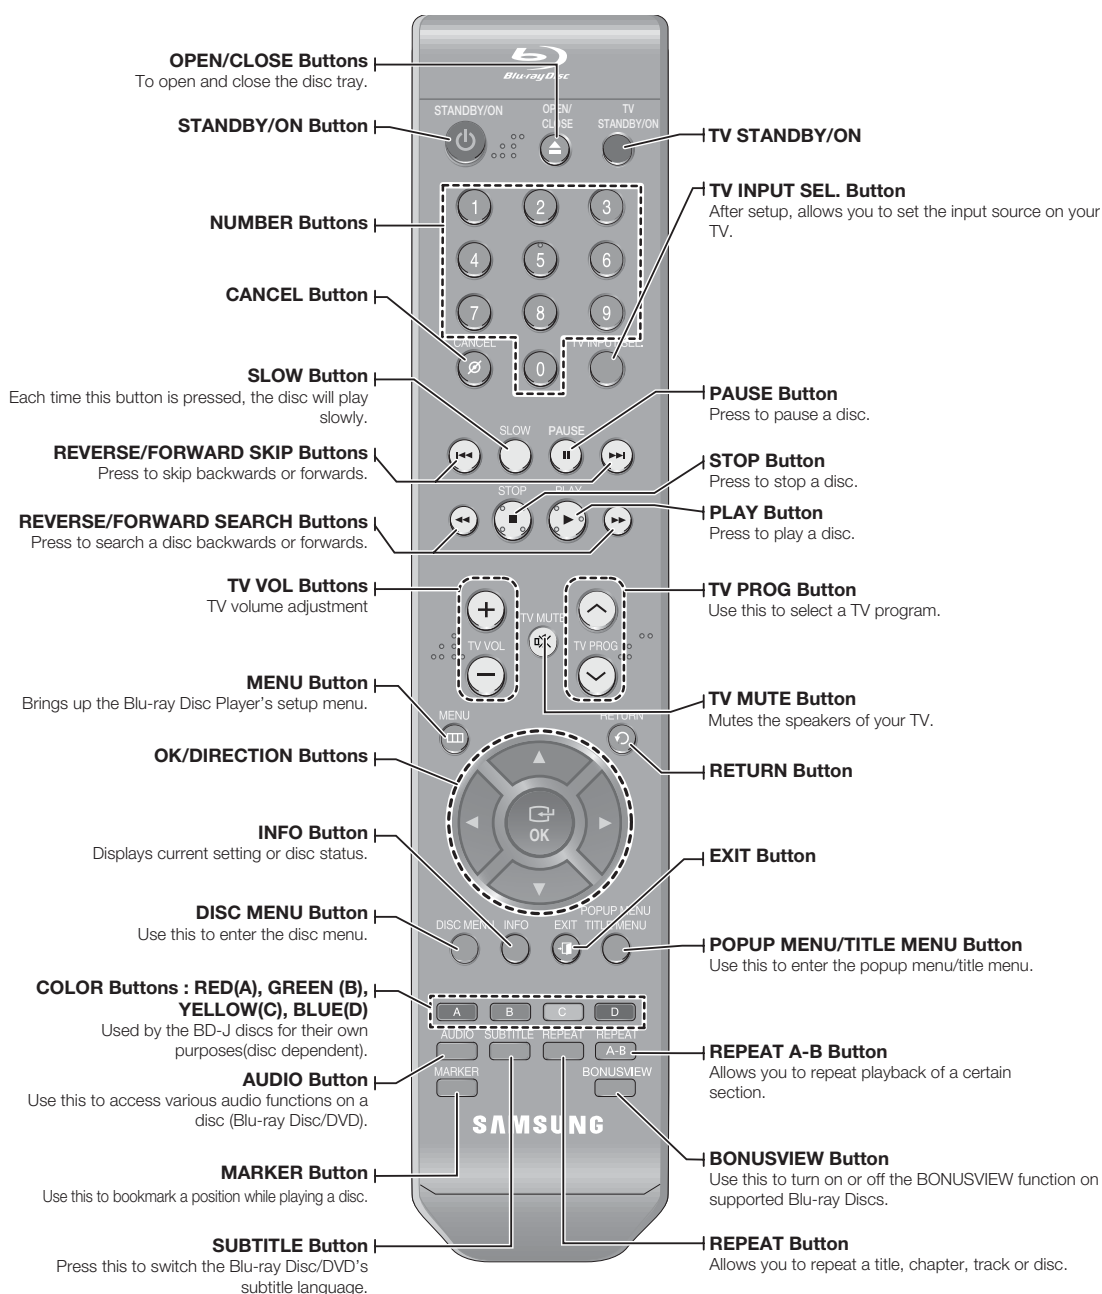 OPEN/CLOSE Buttons
To open and close the disc tray.
STANDBY/ON Button
NUMBER Buttons
CANCEL Button
SLOW Button
Each time this button is pressed, the disc will play
slowly.
REVERSE/FORWARD SKIP Buttons
Press to skip backwards or forwards.
REVERSE/FORWARD SEARCH Buttons
Press to search a disc backwards or forwards.
TV VOL Buttons
TV volume adjustment
MENU Button
Brings up the Blu-ray Disc Player's setup menu.
OK/DIRECTION Buttons
INFO Button
Displays current setting or disc status.
DISC MENU Button
Use this to enter the disc menu.
COLOR Buttons : RED(A), GREEN (B),
YELLOW(C), BLUE(D)
Used by the BD-J discs for their own
purposes(disc dependent).
AUDIO Button
Use this to access various audio functions on a
disc (Blu-ray Disc/DVD).
MARKER Button
Use this to bookmark a position while playing a disc.
SUBTITLE Button
Press this to switch the Blu-ray Disc/DVD's
subtitle language.
Blu-ray Disc
STANDBY/ON
OPEN/
CLOSE
TV
STANDBY/ON
1 2 3
4 5 6
7 8 9
CANCEL
0
TV INPUT SEL.
SLOW PAUSE
STOP PLAY
TV VOL
TV MUTE
TV PROG
MENU
RETURN
OK
DISC MENU INFO EXIT
POPUP MENU
TITLE MENU
A B C D
AUDIO SUBTITLE REPEAT REPEAT
A-B
MARKER
BONUSVIEW
SAMSUNG
TV STANDBY/ON
TV INPUT SEL. Button
After setup, allows you to set the input source on your
TV.
PAUSE Button
Press to pause a disc.
STOP Button
Press to stop a disc.
PLAY Button
Press to play a disc.
TV PROG Button
Use this to select a TV program.
TV MUTE Button
Mutes the speakers of your TV.
RETURN Button
EXIT Button
POPUP MENU/TITLE MENU Button
Use this to enter the popup menu/title menu.
REPEAT A-B Button
Allows you to repeat playback of a certain
section.
BONUSVIEW Button
Use this to turn on or off the BONUSVIEW function on
supported Blu-ray Discs.
REPEAT Button
Allows you to repeat a title, chapter, track or disc.